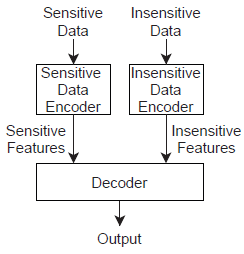 Sensitive Insensitive
Data Data
Sensitive Insensitive
Data Data
Encoder Encoder
Sensitive Insensitive
Features Features
Decoder
Output